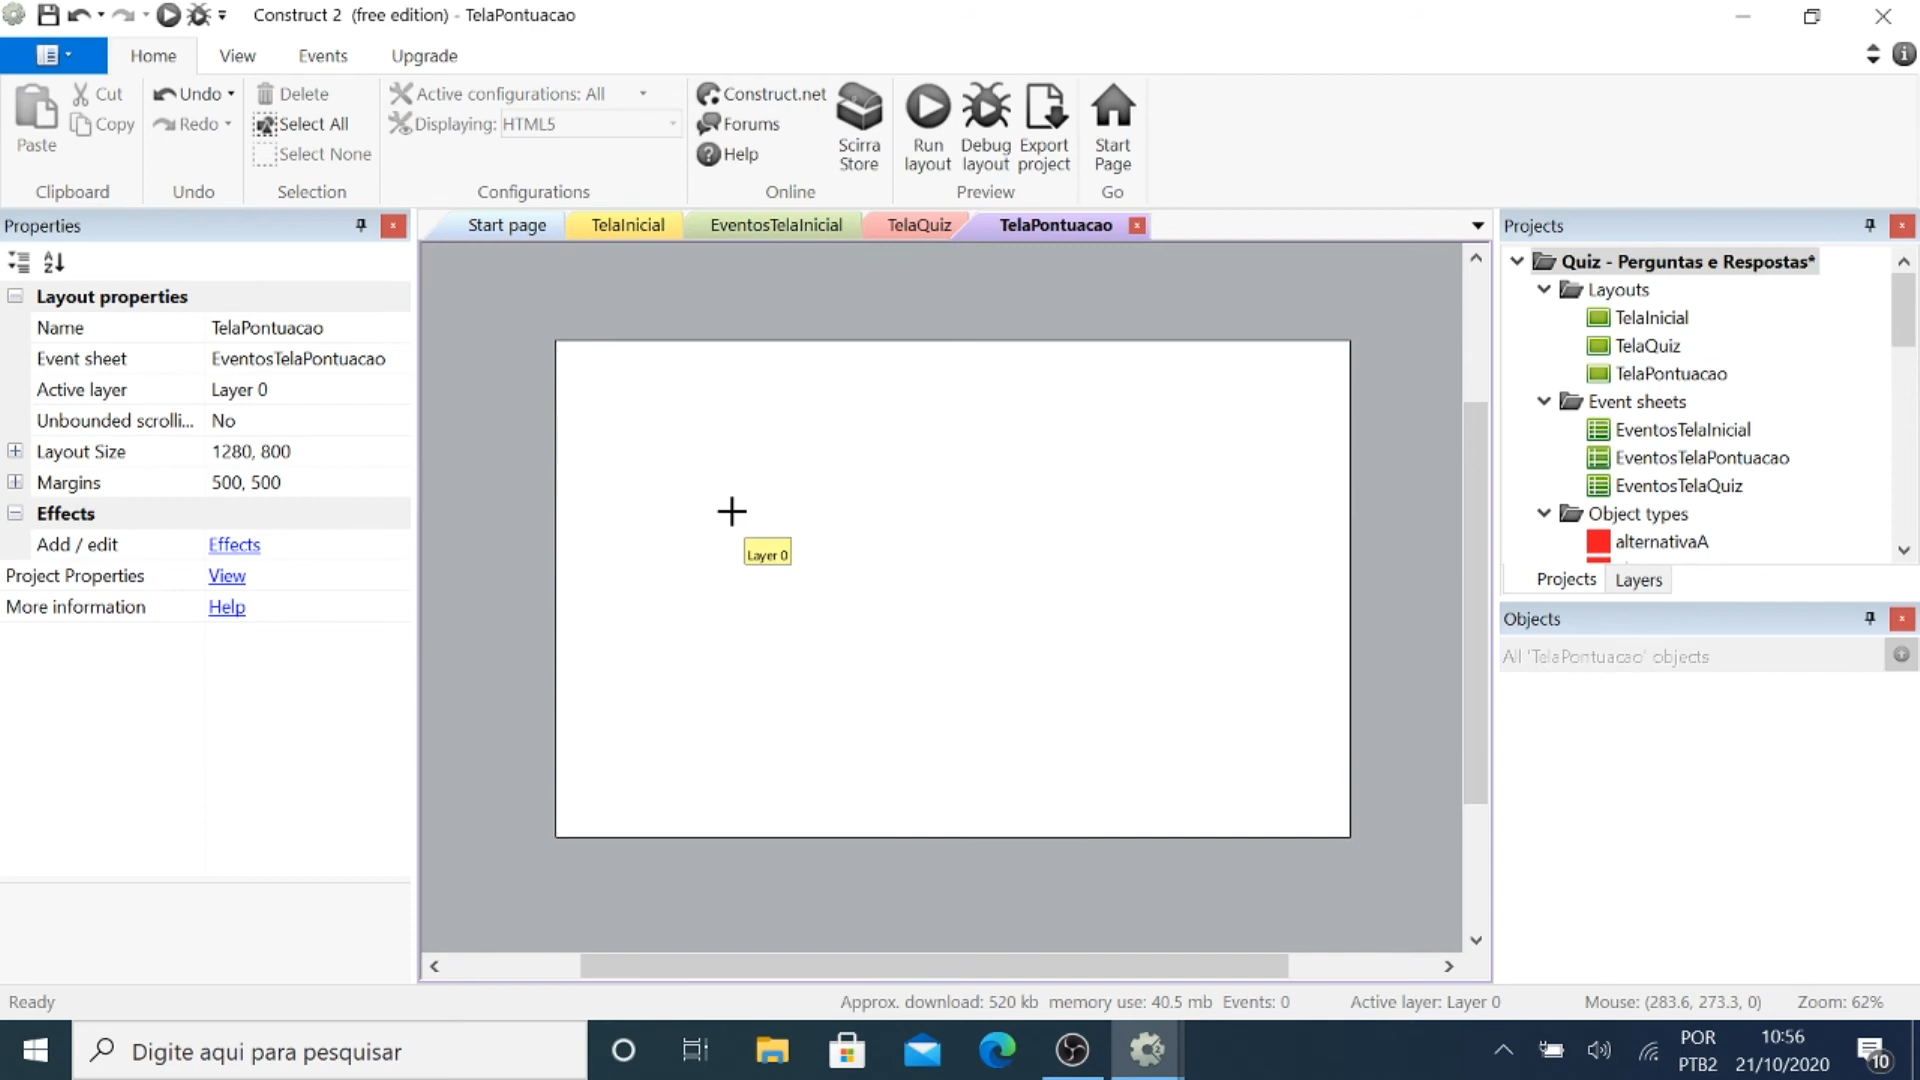 Construct 2 (free edition) - TelaPontuacao
Home View Events Upgrade
Paste
Cut
Copy
Clipboard
Undo
Redo
Undo
Delete
Select All
Select None
Selection
Active configurations: All
Displaying: HTML5
Configurations
Construct.net
Forums
Help
Scirra Store
Online
Run layout
Debug layout
Export project
Preview
Start Page
Go
Properties
Start page TelaInicial EventosTelaInicial TelaQuiz TelaPontuacao
Layout properties
Name TelaPontuacao
Event sheet EventosTelaPontuacao
Active layer Layer 0
Unbounded scrolli... No
Layout Size 1280, 800
Margins 500, 500
Effects
Add / edit Effects
Project Properties View
More information Help
Layer 0
Projects
Quiz - Perguntas e Respostas*
Layouts
TelaInicial
TelaQuiz
TelaPontuacao
Event sheets
EventosTelaInicial
EventosTelaPontuacao
EventosTelaQuiz
Object types
alternativaA
Projects Layers
Objects
All 'TelaPontuacao' objects
Ready Approx. download: 520 kb memory use: 40.5 mb Events: 0 Active layer: Layer 0 Mouse: (283.6, 273.3, 0) Zoom: 62%
Digite aqui para pesquisar
POR
PTB2
10:56
21/10/2020
10